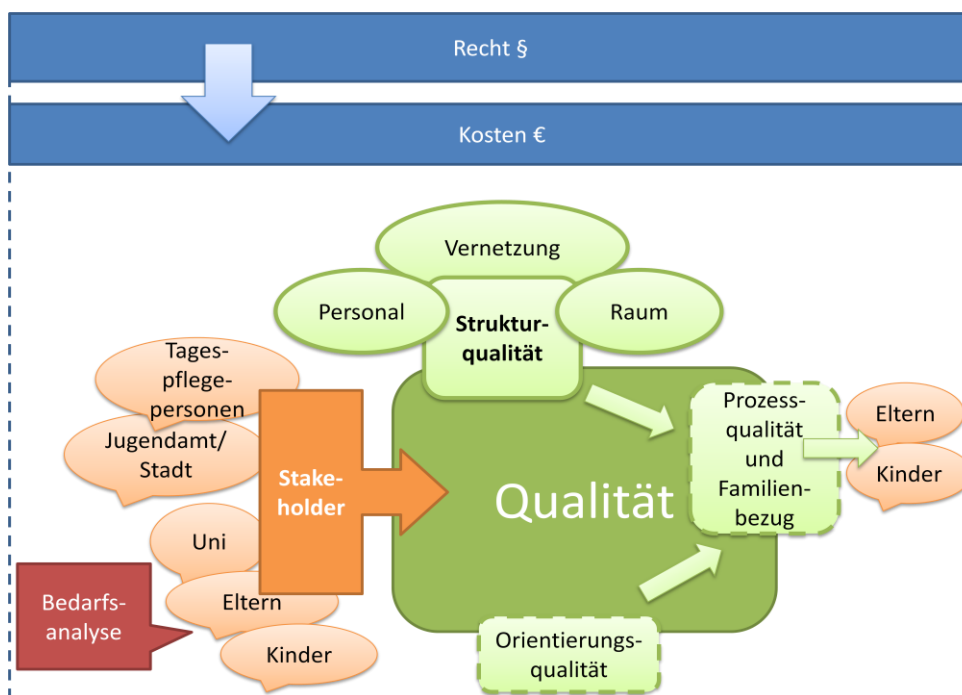 Recht §
Kosten €
Vernetzung
Personal
Raum
Struktur-
qualität
Tages-
pflege-
personen
Jugendamt/
Stadt
Stake-
holder
Uni
Eltern
Kinder
Bedarfs-
analyse
Qualität
Prozess-
qualität
und
Familien-
bezug
Eltern
Kinder
Orientierungs-
qualität